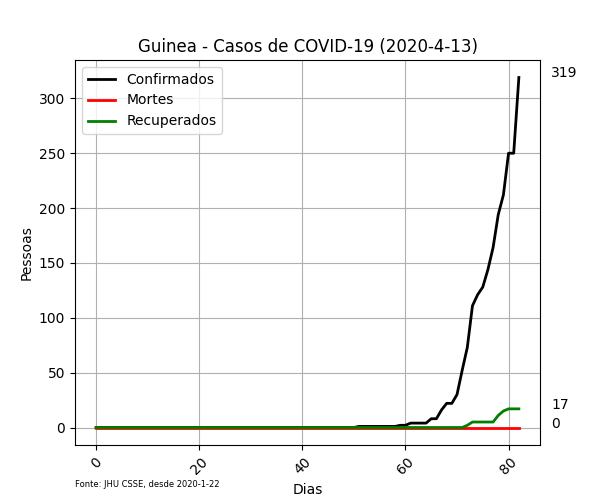 Guinea - Casos de COVID-19 (2020-4-13)
Confirmados
Mortes
Recuperados
319
300
250
200
150
100
50
0
17
0
Pessoas
0
20
40
60
80
Dias
Fonte: JHU CSSE, desde 2020-1-22